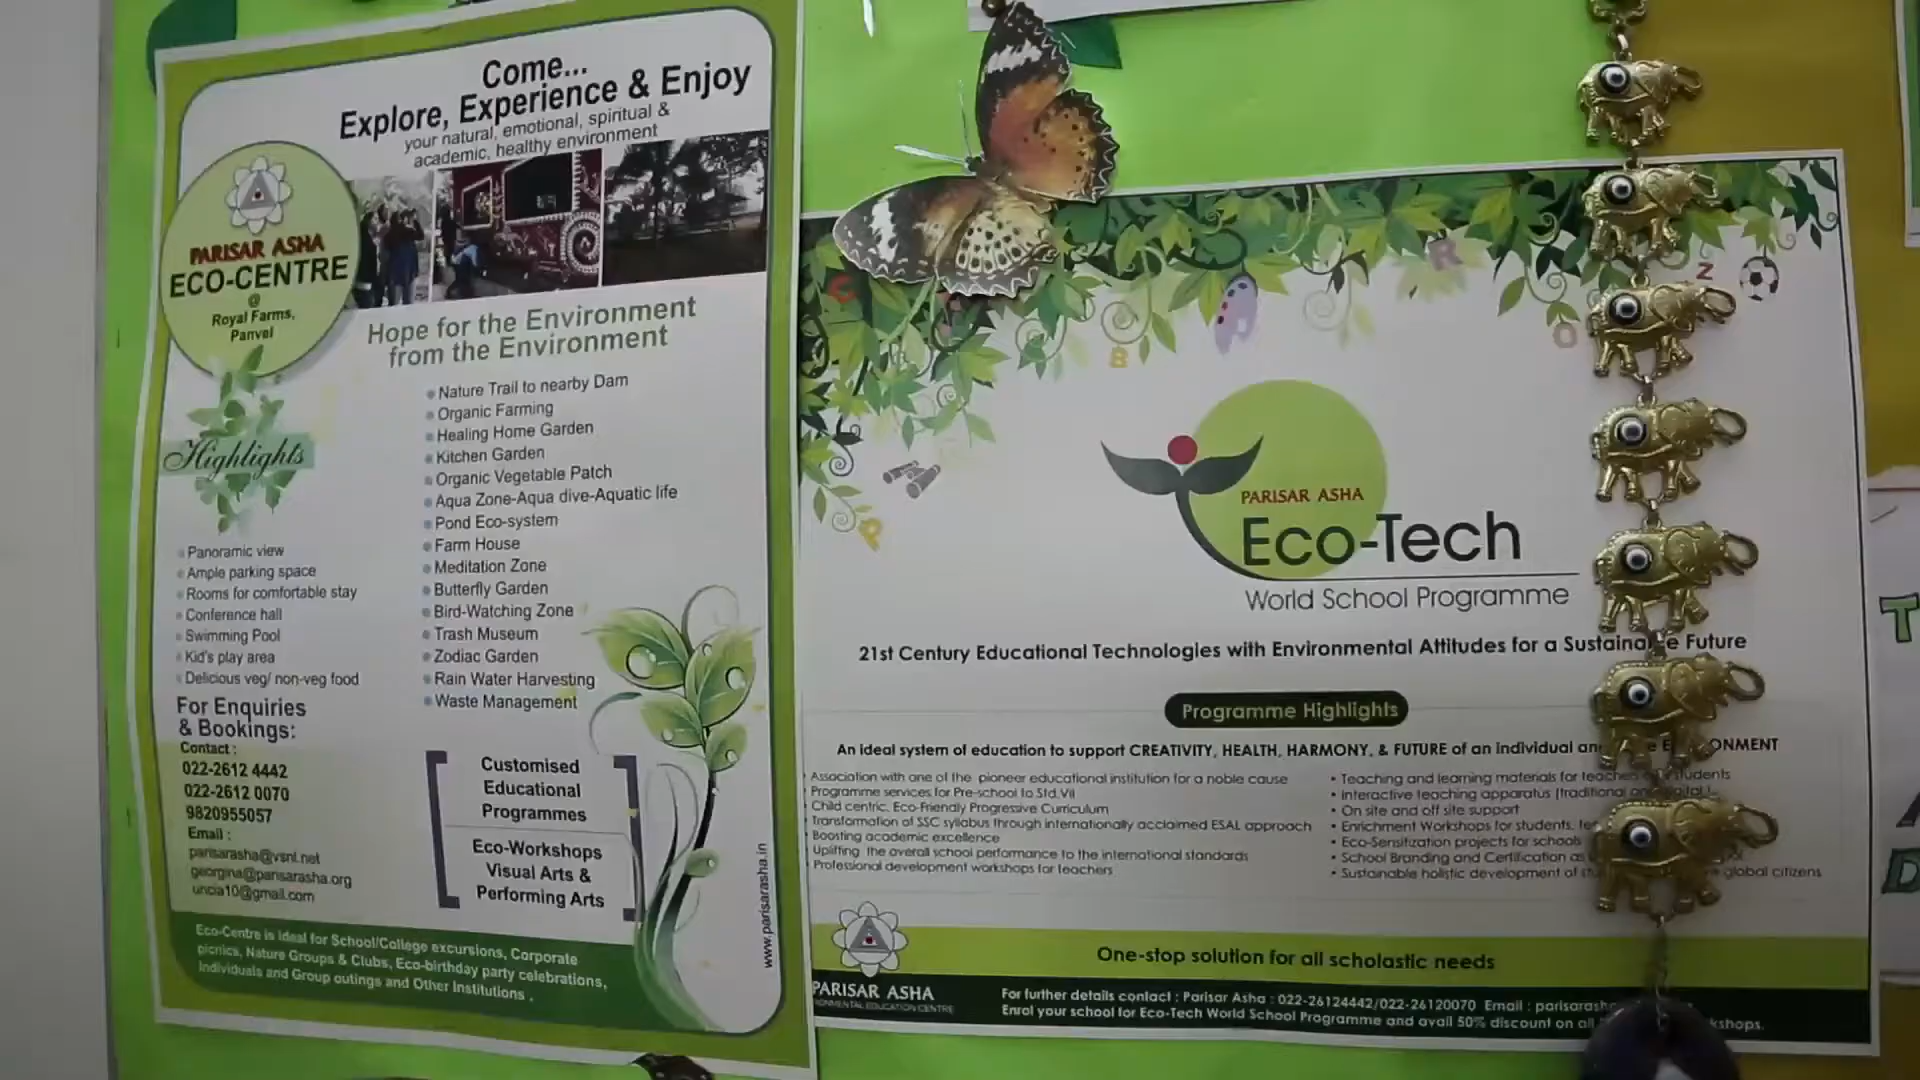 Come...
Explore, Experience & Enjoy
your natural, emotional, spiritual &
academic, healthy environment
PARISAR ASHA
ECO-CENTRE
@
Royal Farms,
Panvel
Hope for the Environment
from the Environment
Nature Trail to nearby Dam
Organic Farming
Healing Home Garden
Kitchen Garden
Organic Vegetable Patch
Aqua Zone-Aqua dive-Aquatic life
Pond Eco-system
Farm House
Meditation Zone
Butterfly Garden
Bird-Watching Zone
Trash Museum
Zodiac Garden
Rain Water Harvesting
Waste Management
Highlights
Panoramic view
Ample parking space
Rooms for comfortable stay
Conference hall
Swimming Pool
Kid's play area
Delicious veg/ non-veg food
For Enquiries
& Bookings:
Contact :
022-2612 4442
022-2612 0070
9820955057
Email :
parisarasha@vsnl.net
georgina@parisarasha.org
uncia10@gmail.com
Customised
Educational
Programmes
Eco-Workshops
Visual Arts &
Performing Arts
www.parisarasha.in
Eco-Centre is ideal for School/College excursions, Corporate
picnics, Nature Groups & Clubs, Eco-birthday party celebrations,
Individuals and Group outings and Other Institutions .
PARISAR ASHA
Eco-Tech
World School Programme
21st Century Educational Technologies with Environmental Attitudes for a Future
Programme Highlights
An ideal system of education to support CREATIVITY, HEALTH, HARMONY, & FUTURE of an individual
Association with one of the pioneer educational institution for a noble cause
Programme services for Pre-school to Std.VII
Child centric, Eco-Friendly Progressive Curriculum
Transformation of SSC syllabus through internationally acclaimed ESAL approach
Boosting academic excellence
Uplifting the overall school performance to the international standards
Professional development workshops for teachers
• Teaching and learning materials for students
• Interactive teaching apparatus (traditional
• On site and off site support
• Enrichment Workshops for students,
• Eco-Sensitization projects for schools
• School Branding and Certification
• Sustainable holistic development of global citizens
One-stop solution for all scholastic needs
PARISAR ASHA
For further details contact : Parisar Asha : 022-26124442/022-26120070 Email :
Enrol your school for Eco-Tech World School Programme and avail 50% discount on all